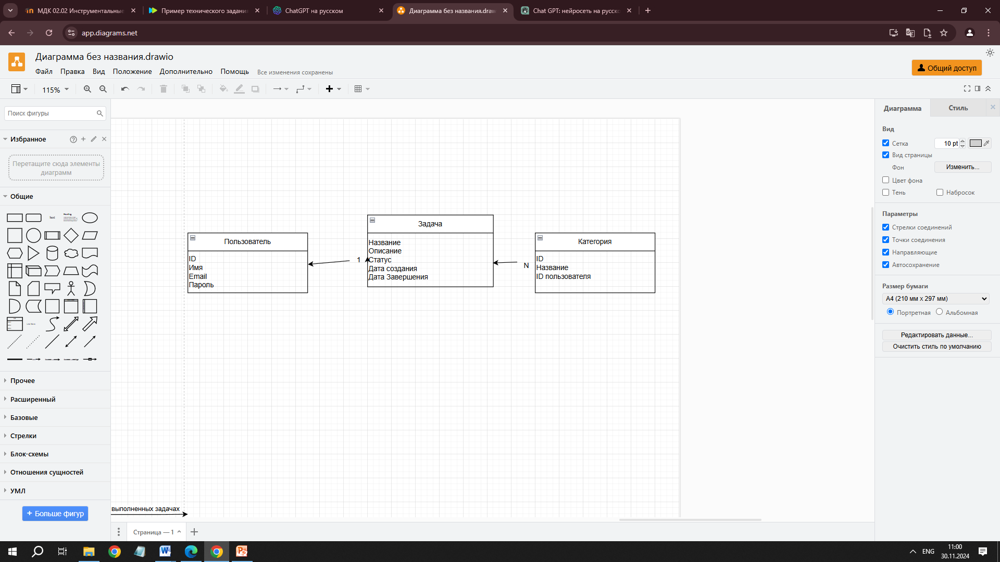 МДК 02.02 Инструментальные
Пример технического задания
ChatGPT на русском
Диаграмма без названия.draw
Chat GPT: нейросеть на русско
app.diagrams.net
Диаграмма без названия.drawio
Файл Правка Вид Положение Дополнительно Помощь Все изменения сохранены
Общий доступ
115%
Поиск фигуры
Избранное
Перетащите сюда элементы
диаграмм
Общие
Text
Heading
List Item
Прочее
Расширенный
Базовые
Стрелки
Блок-схемы
Отношения сущностей
УМЛ
+ Больше фигур
Пользователь
ID
Имя
Email
Пароль
1
Задача
Название
Описание
Статус
Дата создания
Дата Завершения
N
Категория
ID
Название
ID пользователя
выполненных задачах
Страница — 1
Диаграмма
Стиль
Вид
Сетка
10 pt
Вид страницы
Фон
Изменить...
Цвет фона
Тень
Набросок
Параметры
Стрелки соединений
Точки соединения
Направляющие
Автосохранение
Размер бумаги
A4 (210 мм x 297 мм)
Портретная
Альбомная
Редактировать данные...
Очистить стиль по умолчанию
ENG
11:00
30.11.2024